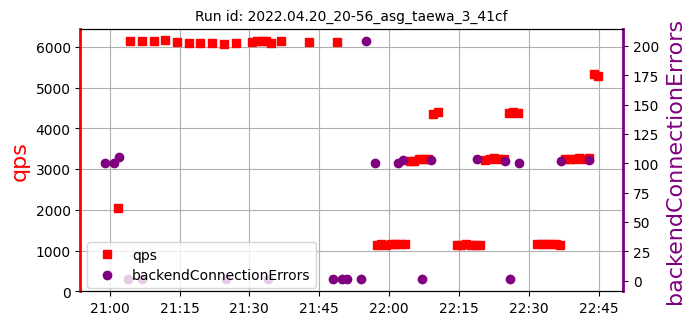 Run id: 2022.04.20_20-56_asg_taewa_3_41cf
qps
6000
5000
4000
3000
2000
1000
0
200
175
150
125
100
75
50
25
0
backendConnectionErrors
qps
backendConnectionErrors
21:00 21:15 21:30 21:45 22:00 22:15 22:30 22:45